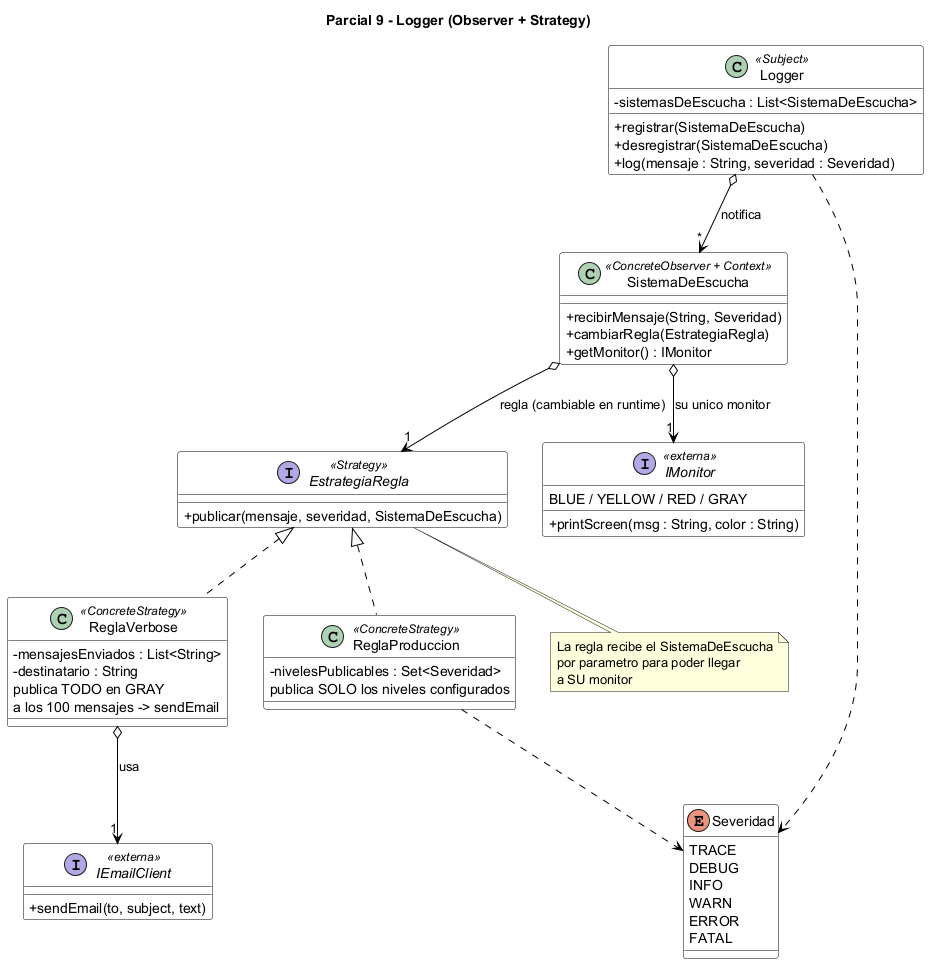 Parcial 9 - Logger (Observer + Strategy)
C
«Subject»
Logger
-sistemasDeEscucha : List<SistemaDeEscucha>
+registrar(SistemaDeEscucha)
+desregistrar(SistemaDeEscucha)
+log(mensaje : String, severidad : Severidad)
notifica
*
C
«ConcreteObserver + Context»
SistemaDeEscucha
+recibirMensaje(String, Severidad)
+cambiarRegla(EstrategiaRegla)
+getMonitor() : IMonitor
regla (cambiable en runtime)
1
su unico monitor
1
I
«Strategy»
EstrategiaRegla
+publicar(mensaje, severidad, SistemaDeEscucha)
I
«externa»
IMonitor
BLUE / YELLOW / RED / GRAY
+printScreen(msg : String, color : String)
C
«ConcreteStrategy»
ReglaVerbose
-mensajesEnviados : List<String>
-destinatario : String
publica TODO en GRAY
a los 100 mensajes -> sendEmail
C
«ConcreteStrategy»
ReglaProduccion
-nivelesPublicables : Set<Severidad>
publica SOLO los niveles configurados
La regla recibe el SistemaDeEscucha
por parametro para poder llegar
a SU monitor
usa
1
I
«externa»
IEmailClient
+sendEmail(to, subject, text)
E
Severidad
TRACE
DEBUG
INFO
WARN
ERROR
FATAL